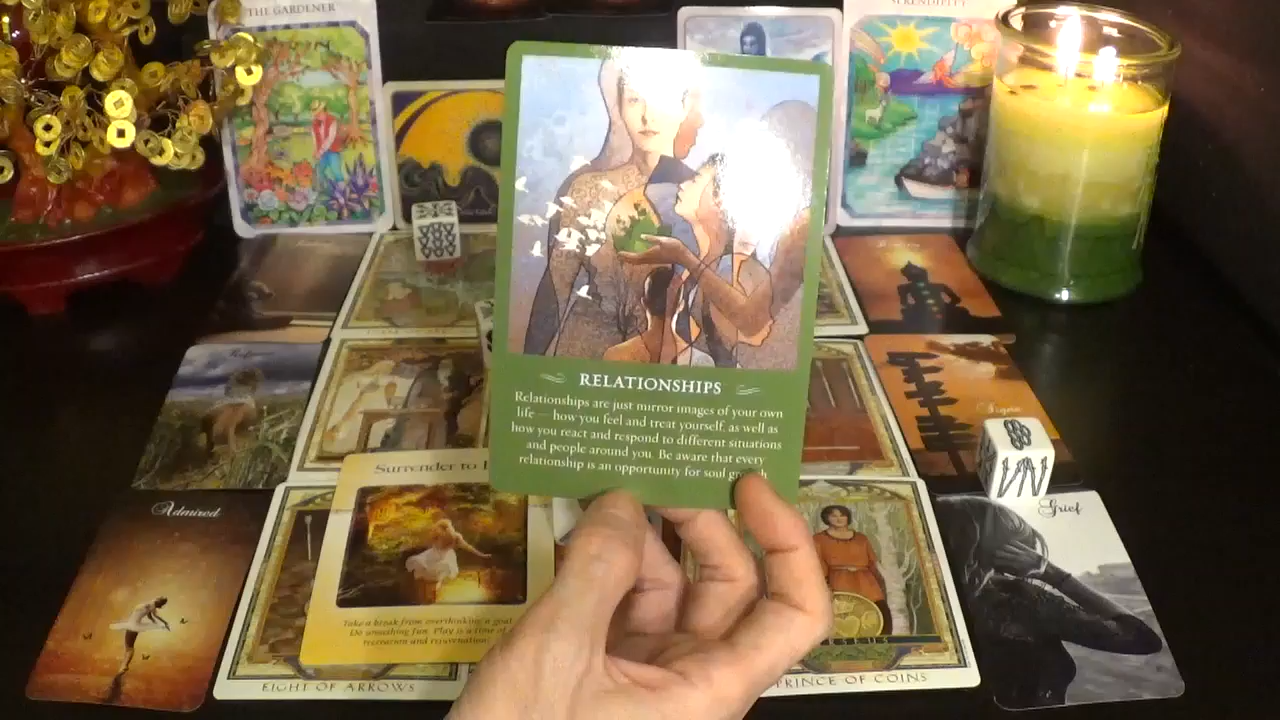 THE GARDENER
SERENDIPITY
RELATIONSHIPS
Relationships are just mirror images of your own
life — how you feel and treat yourself, as well as
how you react and respond to different situations
and people around you. Be aware that every
relationship is an opportunity for soul growth
Surrender to
Take a break from overthinking a goal
Do something fun. Play is a time of
recreation and rejuvenation!
Admired
Grief
EIGHT OF ARROWS
PRINCE OF COINS